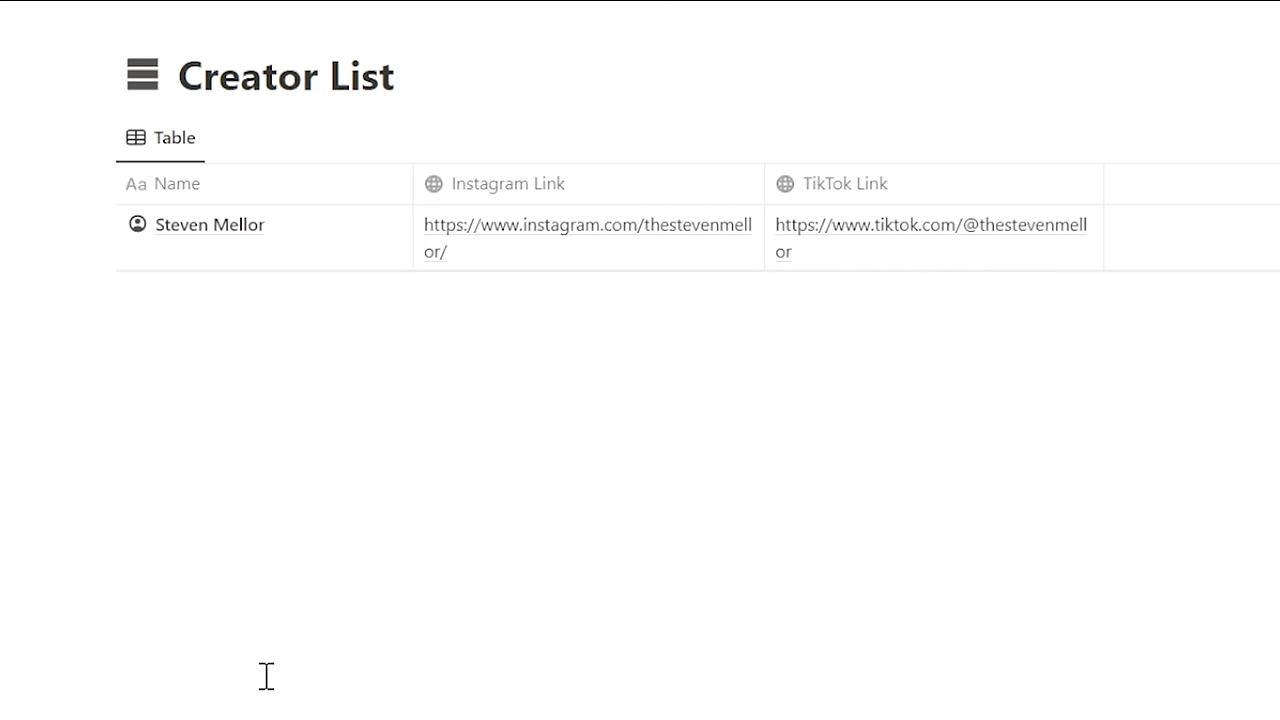 Creator List
Table
Aa Name
Instagram Link
TikTok Link
Steven Mellor
https://www.instagram.com/thestevenmell
or/
https://www.tiktok.com/@thestevenmell
or